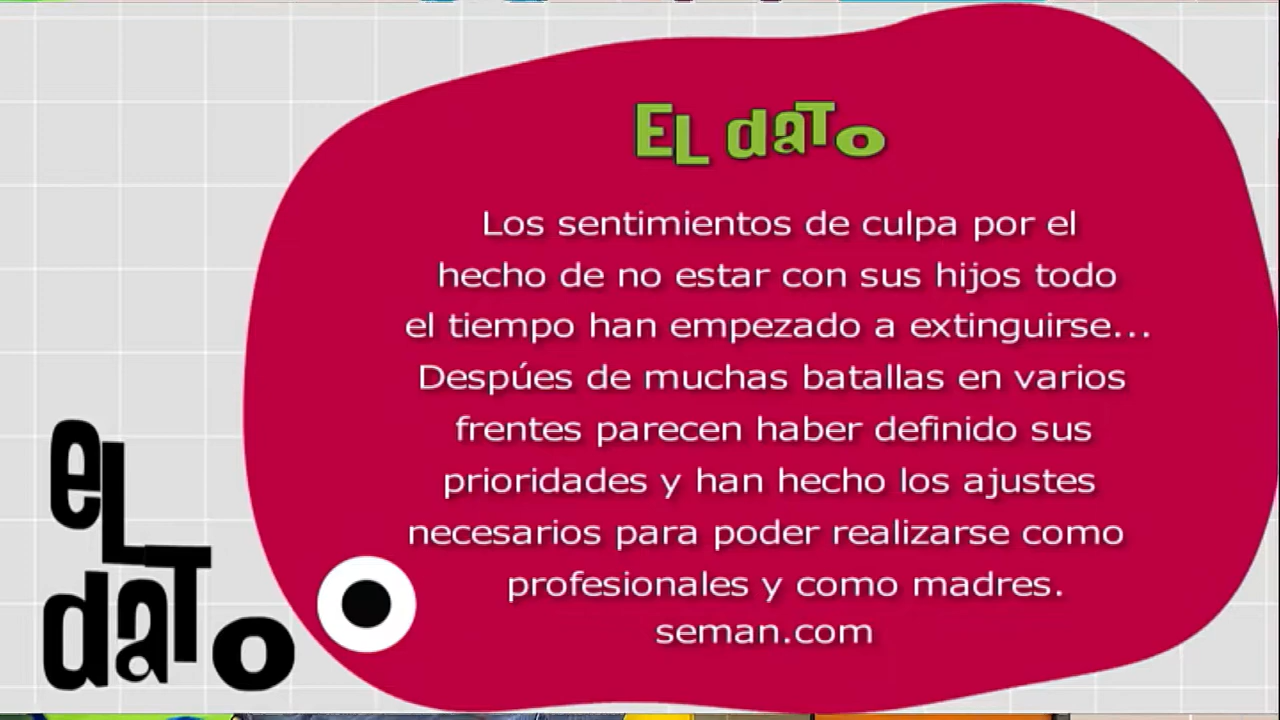 EL daTo
Los sentimientos de culpa por el
hecho de no estar con sus hijos todo
el tiempo han empezado a extinguirse...
Despúes de muchas batallas en varios
frentes parecen haber definido sus
prioridades y han hecho los ajustes
necesarios para poder realizarse como
profesionales y como madres.
seman.com
eL
daTo